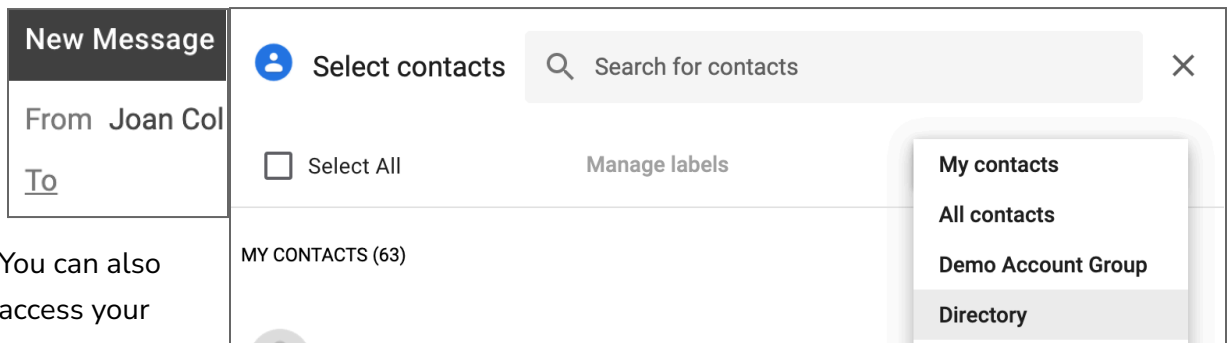 New Message
From Joan Col
To
You can also
access your
Select contacts
Search for contacts
Select All
Manage labels
My contacts
All contacts
Demo Account Group
Directory
MY CONTACTS (63)